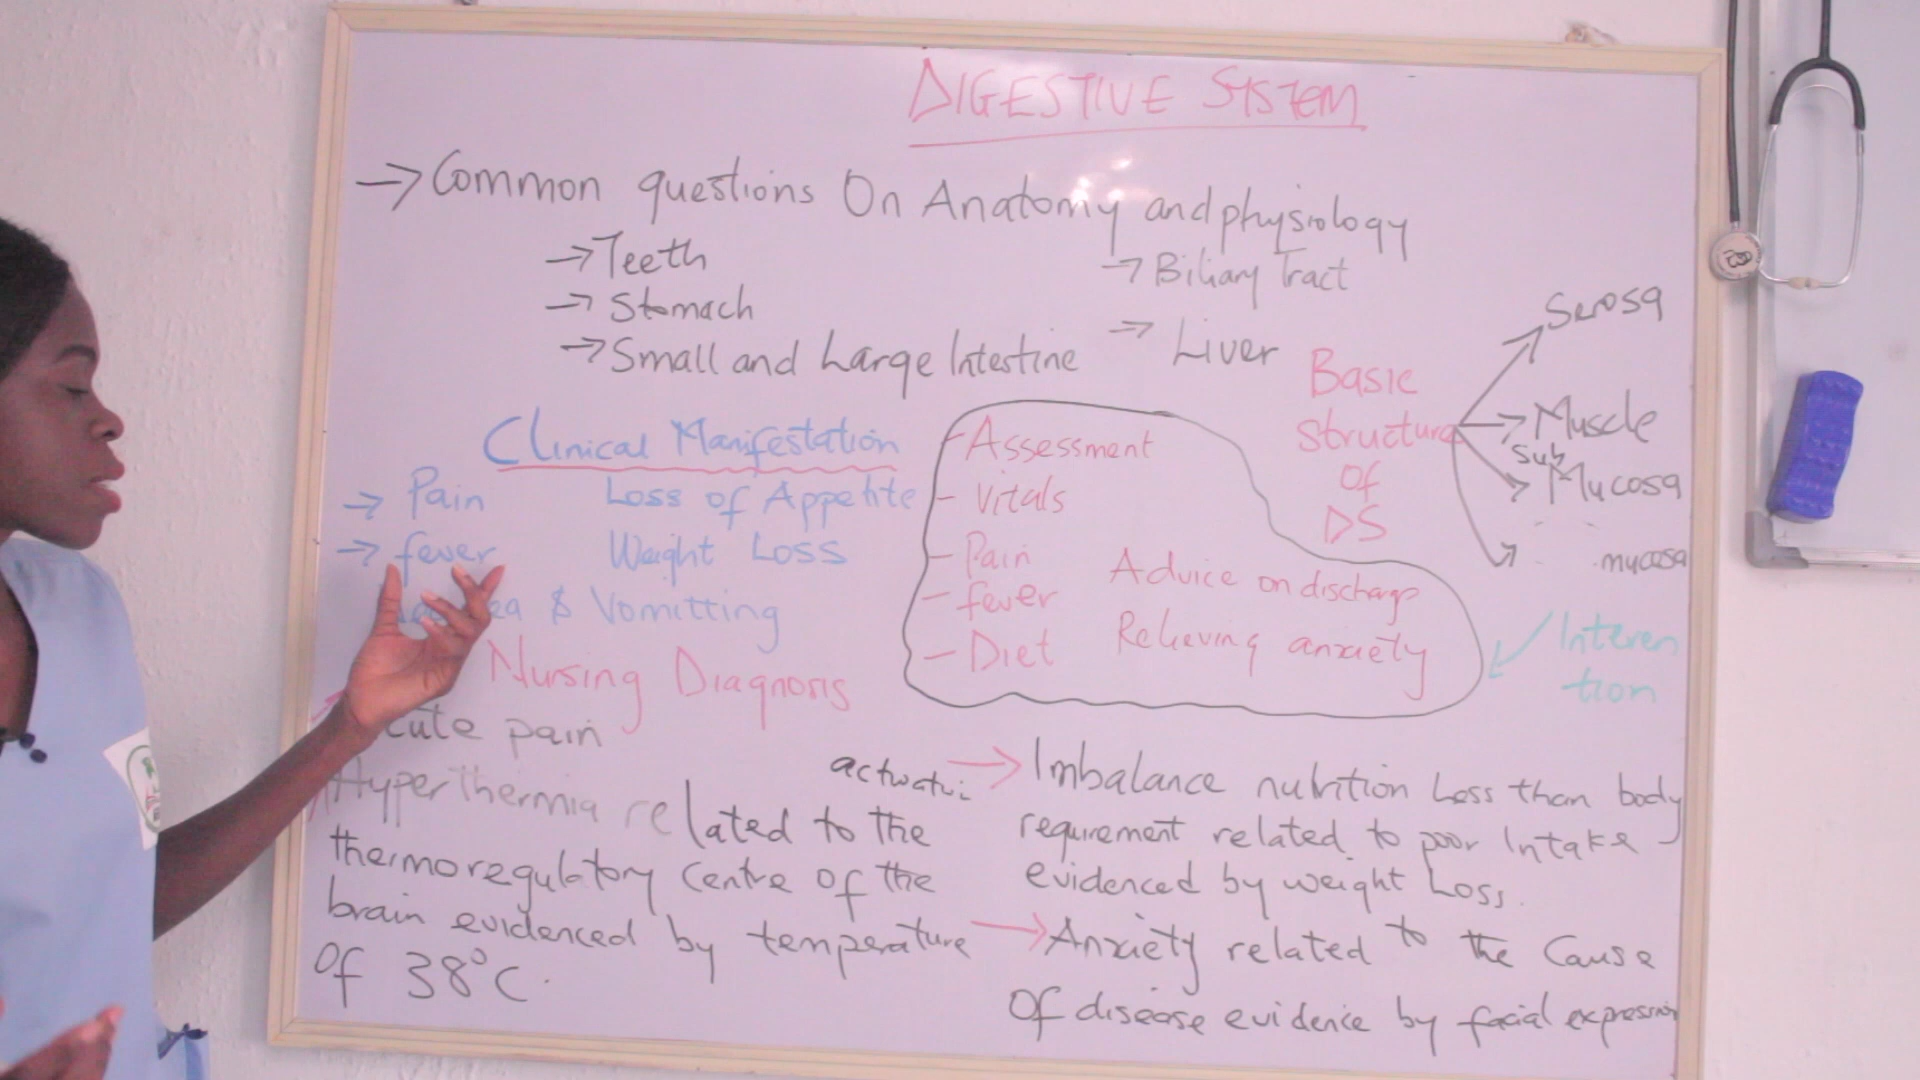 DIGESTIVE SYSTEM
→ Common questions On Anatomy and physiology
→ Teeth
→ Stomach
→ Small and Large Intestine
→ Biliary Tract
→ Liver
Basic
Structure
Of
DS
Serosa
Muscle
Sub
Mucosa
mucosa
Clinical Manifestation
→ Pain
→ fever
Loss of Appetite
Weight Loss
& Vomitting
- Assessment
- Vitals
- Pain
- fever
- Diet
Advice on discharge
Relieving anxiety
Interven
tion
Nursing Diagnosis
cute pain
Hyperthermia related to the
thermoregulatory Centre of the
brain evidenced by temperature
Of 38°C.
→ Imbalance nutrition Less than body
requirement related to poor Intake
evidenced by weight Loss.
→ Anxiety related to the Cause
Of disease evidence by facial expression